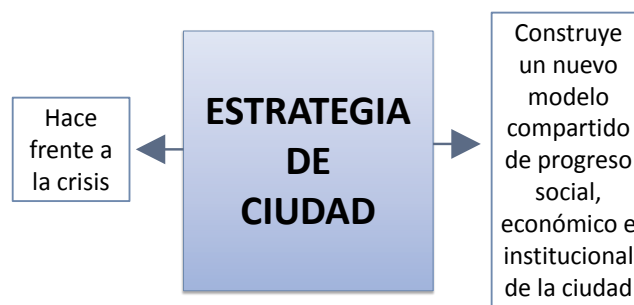 Hace
frente a
la crisis
ESTRATEGIA
DE
CIUDAD
Construye
un nuevo
modelo
compartido
de progreso
social,
económico e
institucional
de la ciudad